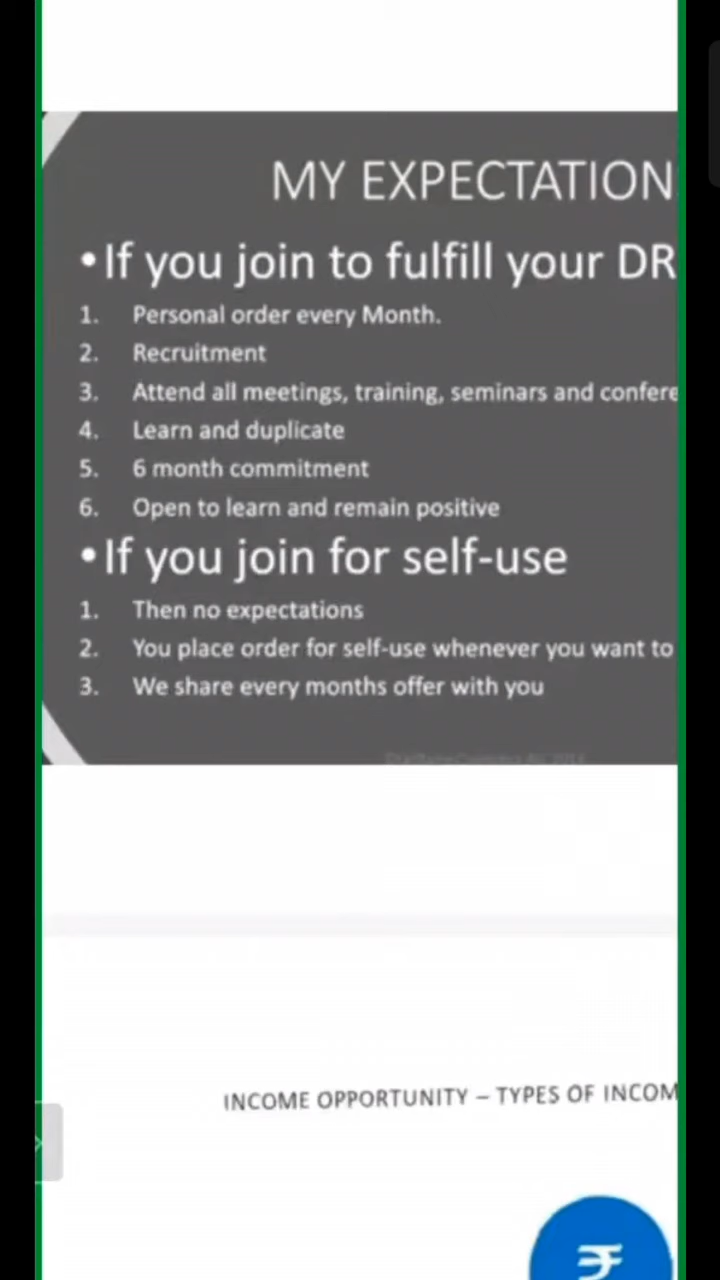 MY EXPECTATION
•If you join to fulfill your DR
1. Personal order every Month.
2. Recruitment
3. Attend all meetings, training, seminars and confere
4. Learn and duplicate
5. 6 month commitment
6. Open to learn and remain positive
•If you join for self-use
1. Then no expectations
2. You place order for self-use whenever you want to
3. We share every months offer with you
INCOME OPPORTUNITY – TYPES OF INCOM
₹